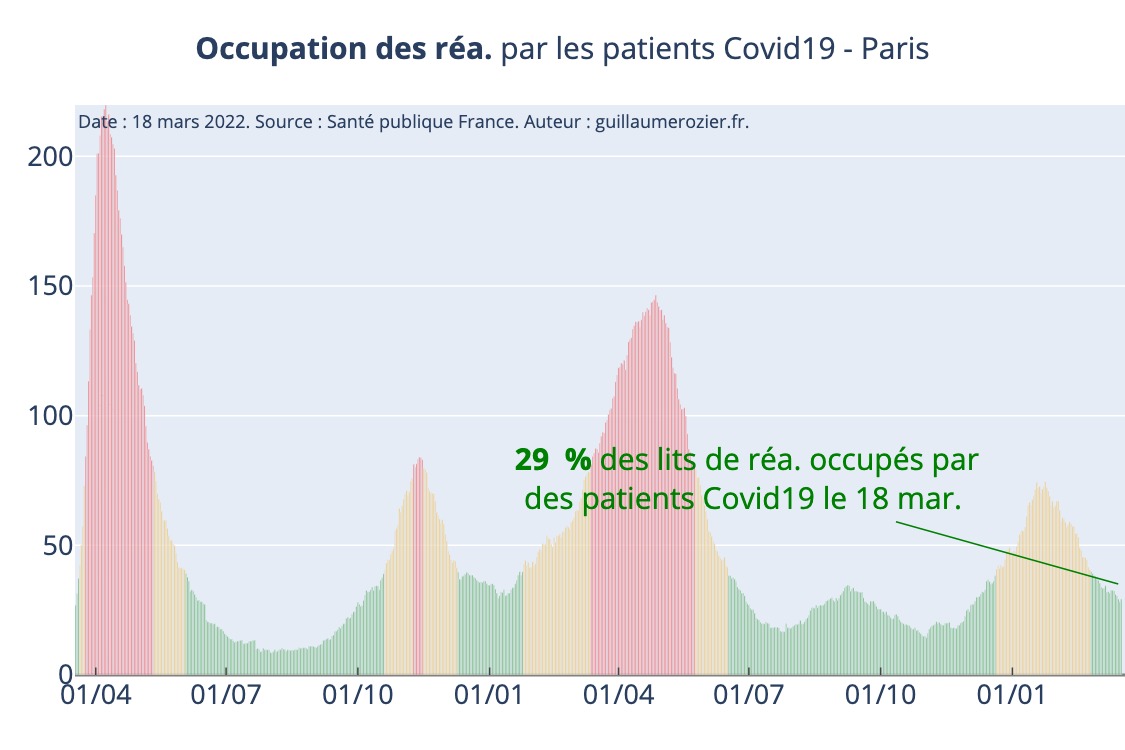 Occupation des réa. par les patients Covid19 - Paris
Date : 18 mars 2022. Source : Santé publique France. Auteur : guillaumerozier.fr.
200
150
100
29 % des lits de réa. occupés par
des patients Covid19 le 18 mar.
50
0
01/04 01/07 01/10 01/01 01/04 01/07 01/10 01/01